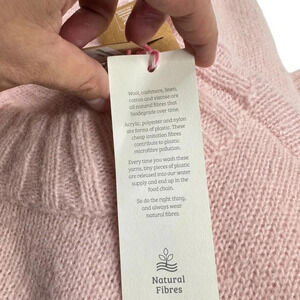 Wool, cashmere, linen,
cotton and viscose are
all natural fibres that
biodegrade over time.
Acrylic, polyester and nylon
are forms of plastic. These
cheap imitation fibres
contribute to plastic
microfibre pollution.
Every time you wash these
yarns, tiny pieces of plastic
are released into our water
supply and end up in the
food chain.
So do the right thing,
and always wear
natural fibres.
Natural
Fibres